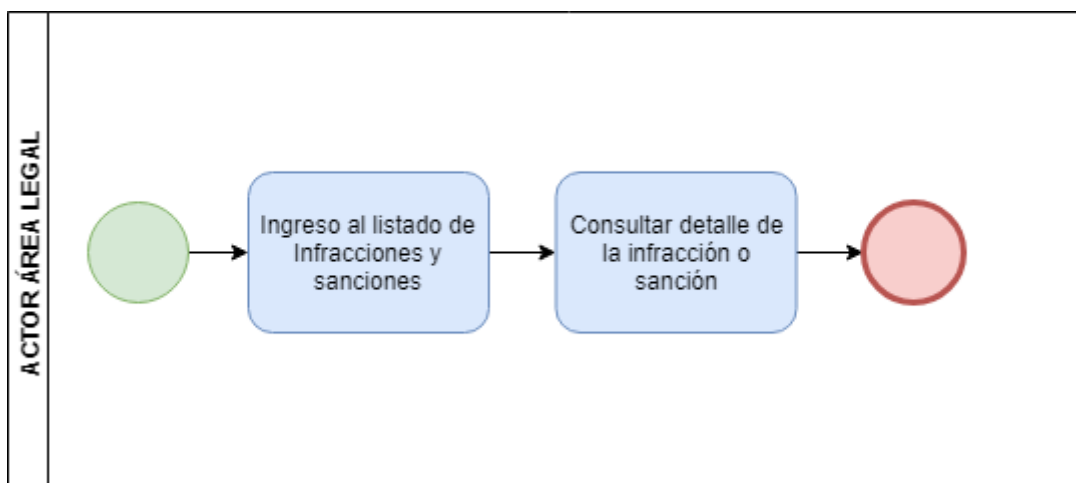 ACTOR ÁREA LEGAL
Ingreso al listado de
Infracciones y
sanciones
Consultar detalle de
la infracción o
sanción